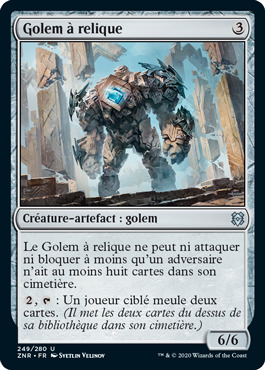 Golem à relique 3
Créature-artefact : golem
Le Golem à relique ne peut ni attaquer
ni bloquer à moins qu'un adversaire
n'ait au moins huit cartes dans son
cimetière.
2, : Un joueur ciblé meule deux
cartes. (Il met les deux cartes du dessus de
sa bibliothèque dans son cimetière.)
6/6
249/280 U
ZNR • FR Svetlin Velinov
™ & © 2020 Wizards of the Coast